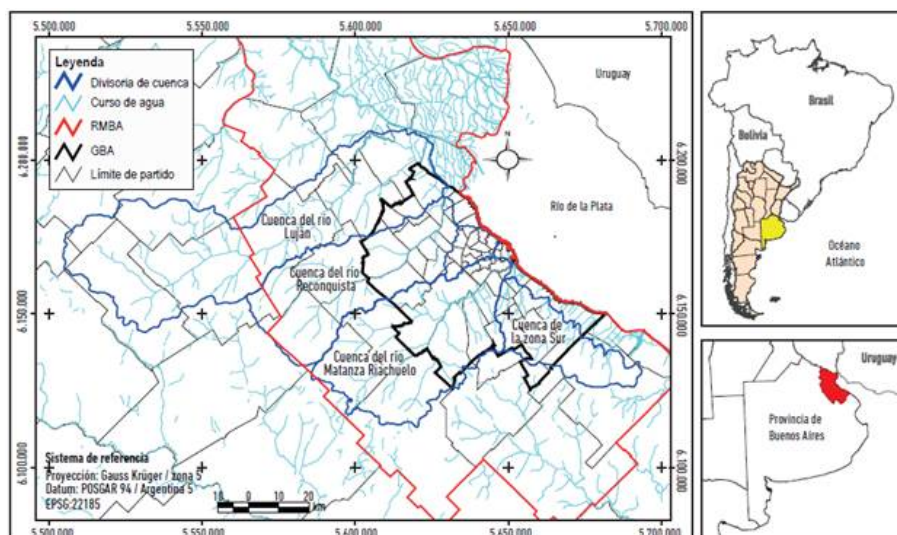 5.500.000
5.550.000
5.600.000
5.650.000
5.700.000
Leyenda
Divisoria de cuenca
Curso de agua
RMBA
GBA
Límite de partido
6.200.000
6.200.000
Uruguay
N
Río de la Plata
Cuenca del río
Luján
Cuenca del río
Reconquista
6.150.000
6.150.000
Cuenca de
la zona Sur
Cuenca del río
Matanza Riachuelo
Sistema de referencia
Proyección: Gauss Krüger / zona 5
Datum: POSGAR 94 / Argentina 5
EPSG:22185
10 0 10 20
km
6.100.000
6.100.000
5.500.000
5.550.000
5.600.000
5.650.000
5.700.000
Brasil
Bolivia
Océano
Atlántico
Uruguay
Provincia de
Buenos Aires